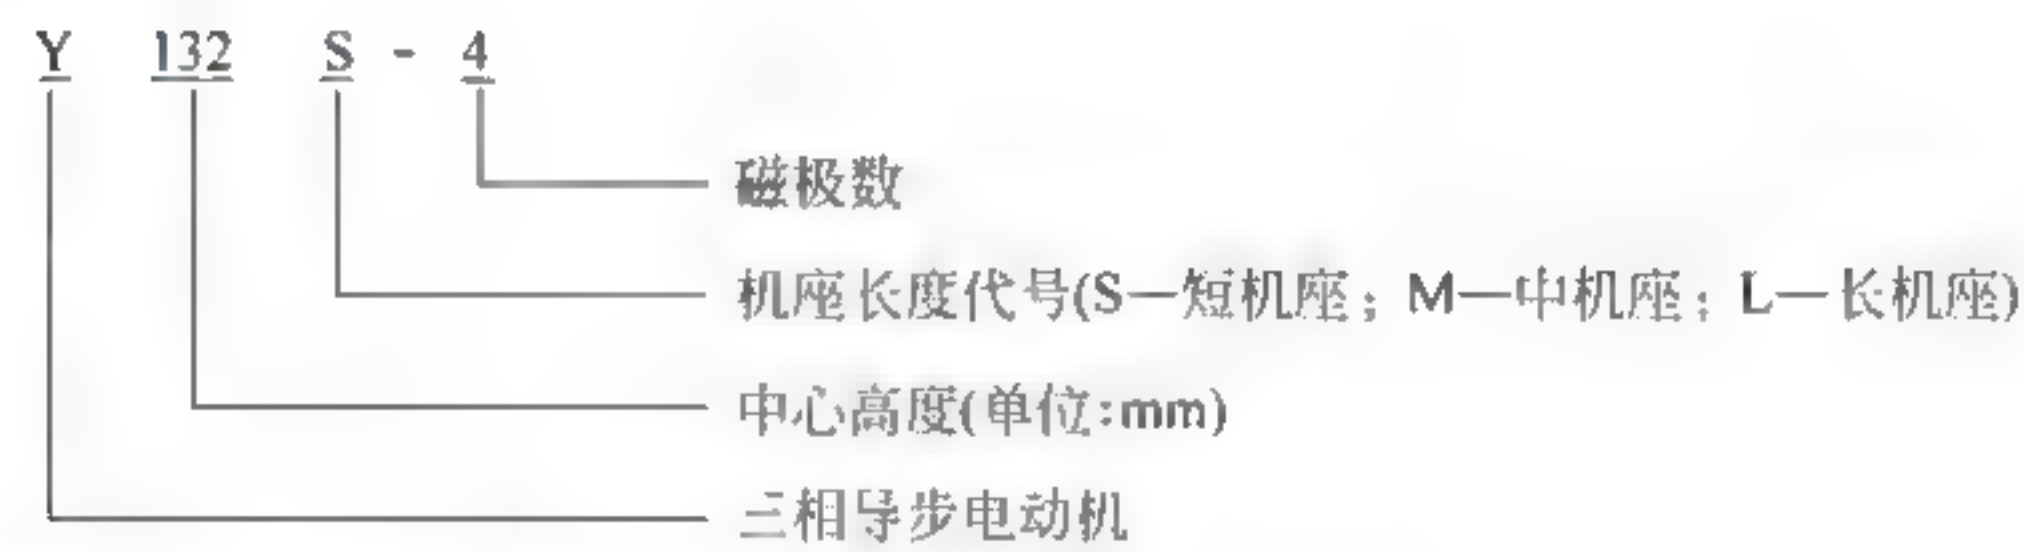 Y 132 S - 4
磁极数
机座长度代号(S—短机座；M—中机座；L—长机座)
中心高度(单位:mm)
三相异步电动机